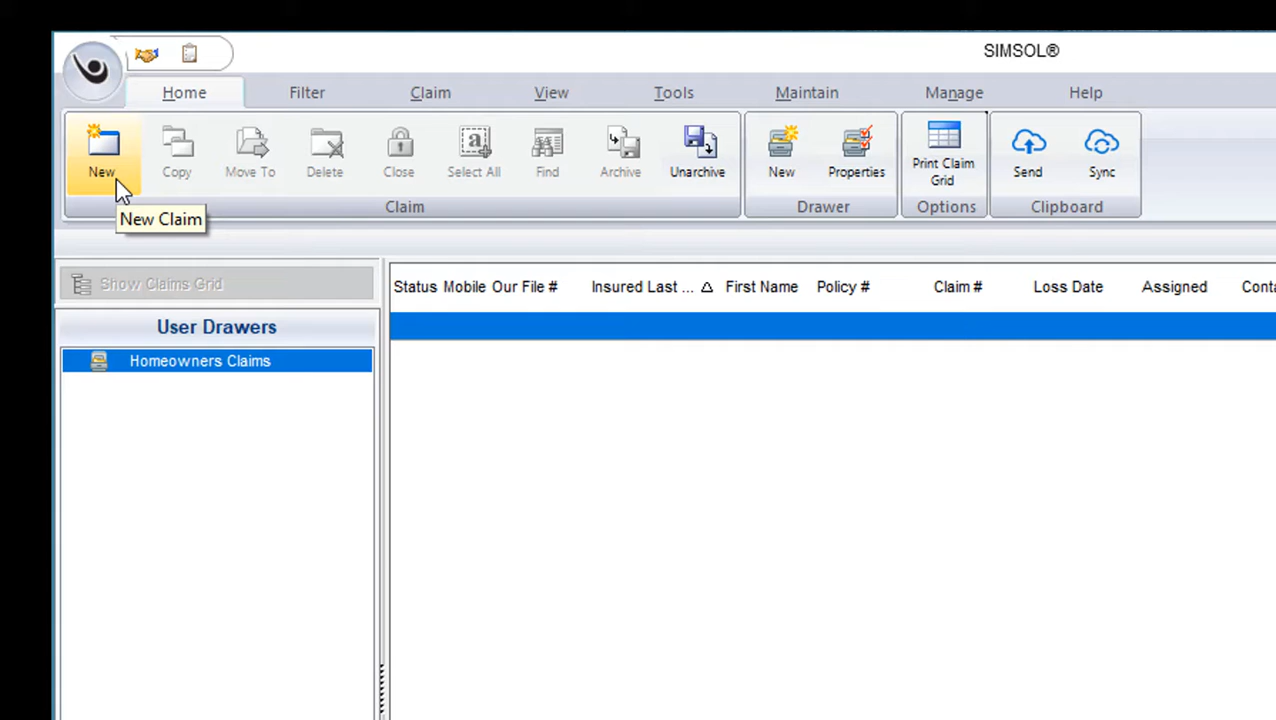 SIMSOL®
Home Filter Claim View Tools Maintain Manage Help
New Copy Move To Delete Close Select All Find Archive Unarchive New Properties Print Claim Grid Send Sync
Claim Drawer Options Clipboard
New Claim
Show Claims Grid
Status Mobile Our File # Insured Last ... First Name Policy # Claim # Loss Date Assigned Conta
User Drawers
Homeowners Claims